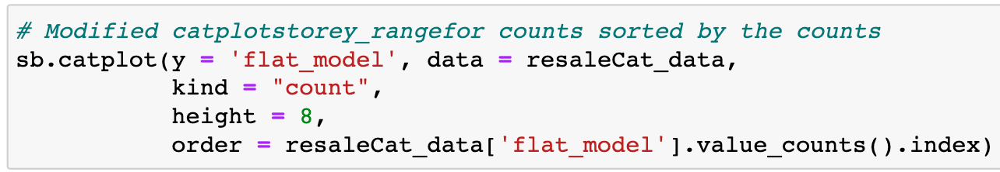 # Modified catplotstorey_rangefor counts sorted by the counts
sb.catplot(y = 'flat_model', data = resaleCat_data,
           kind = "count",
           height = 8,
           order = resaleCat_data['flat_model'].value_counts().index)